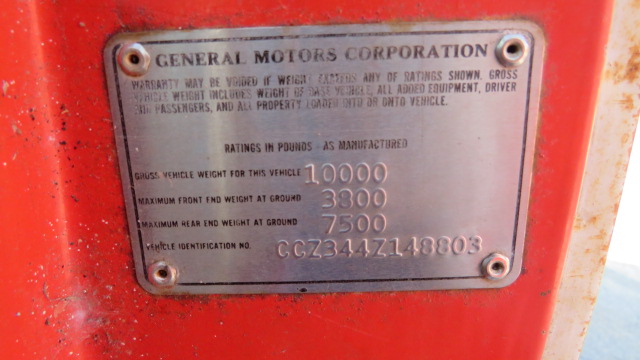 GENERAL MOTORS CORPORATION
WARRANTY MAY BE VOIDED IF WEIGHT EXCEEDS ANY OF RATINGS SHOWN. GROSS
VEHICLE WEIGHT INCLUDES WEIGHT OF BASE VEHICLE, ALL ADDED EQUIPMENT, DRIVER
AND PASSENGERS, AND ALL PROPERTY LOADED INTO OR ONTO VEHICLE.
RATINGS IN POUNDS - AS MANUFACTURED
GROSS VEHICLE WEIGHT FOR THIS VEHICLE 10000
MAXIMUM FRONT END WEIGHT AT GROUND 3800
MAXIMUM REAR END WEIGHT AT GROUND 7500
VEHICLE IDENTIFICATION NO. CCZ344Z148803